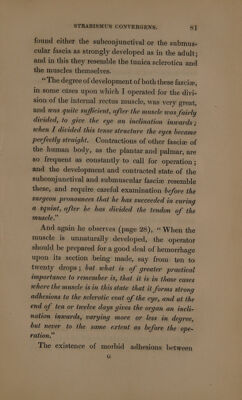 STRABISMUS CONVERGENS. 81
found either the subconjunctival or the submus-
cular fascia as strongly developed as in the adult;
and in this they resemble the tunica sclerotica and
the muscles themselves.
"The degree of development of both these fasciæ,
in some cases upon which I operated for the divi-
sion of the internal rectus muscle, was very great,
and was quite sufficient, after the muscle was fairly
divided, to give the eye an inclination inwards;
when I divided this tense structure the eyes became
perfectly straight. Contractions of other fasciæ of
the human body, as the plantar and palmar, are
so frequent as constantly to call for operation;
and the development and contracted state of the
subconjunctival and submuscular fasciæ resemble
these, and require careful examination before the
surgeon pronounces that he has succeeded in curing
a squint, after he has divided the tendon of the
muscle."
And again he observes (page 28), "When the
muscle is unnaturally developed, the operator
should be prepared for a good deal of hemorrhage
upon its section being made, say from ten to
twenty drops; but what is of greater practical
importance to remember is, that it is in those cases
where the muscle is in this state that it forms strong
adhesions to the sclerotic coat of the eye, and at the
end of ten or twelve days gives the organ an incli-
nation inwards, varying more or less in degree,
but never to the same extent as before the ope-
ration."
The existence of morbid adhesions between
G